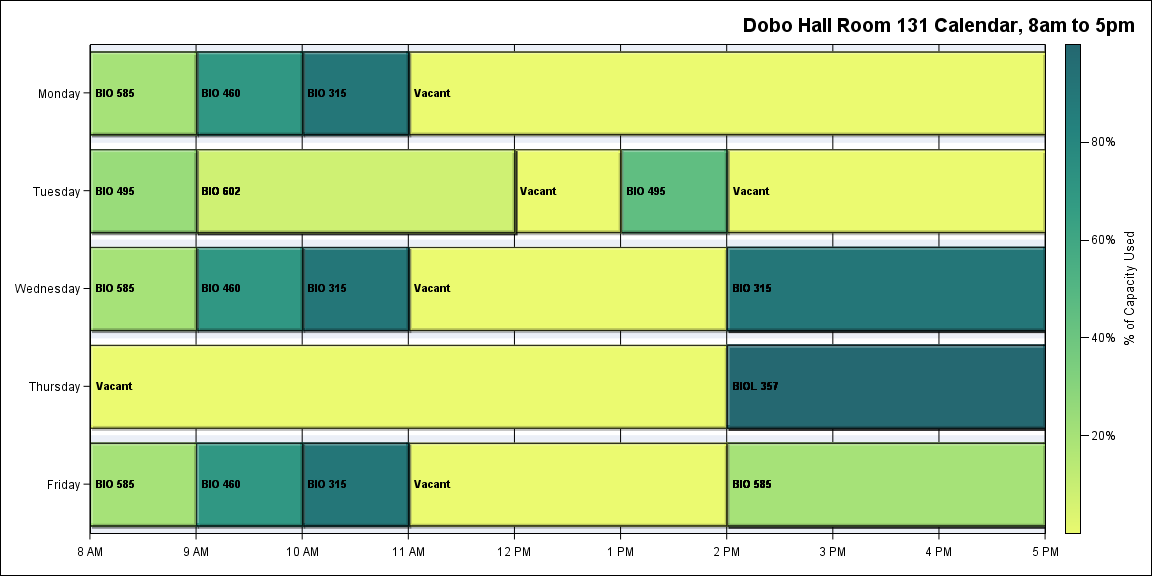 Dobo Hall Room 131 Calendar, 8am to 5pm
Monday
BIO 585
BIO 460
BIO 315
Vacant
Tuesday
BIO 495
BIO 602
Vacant
BIO 495
Vacant
Wednesday
BIO 585
BIO 460
BIO 315
Vacant
BIO 315
Thursday
Vacant
BIOL 357
Friday
BIO 585
BIO 460
BIO 315
Vacant
BIO 585
8 AM
9 AM
10 AM
11 AM
12 PM
1 PM
2 PM
3 PM
4 PM
5 PM
80%
60%
40%
20%
% of Capacity Used